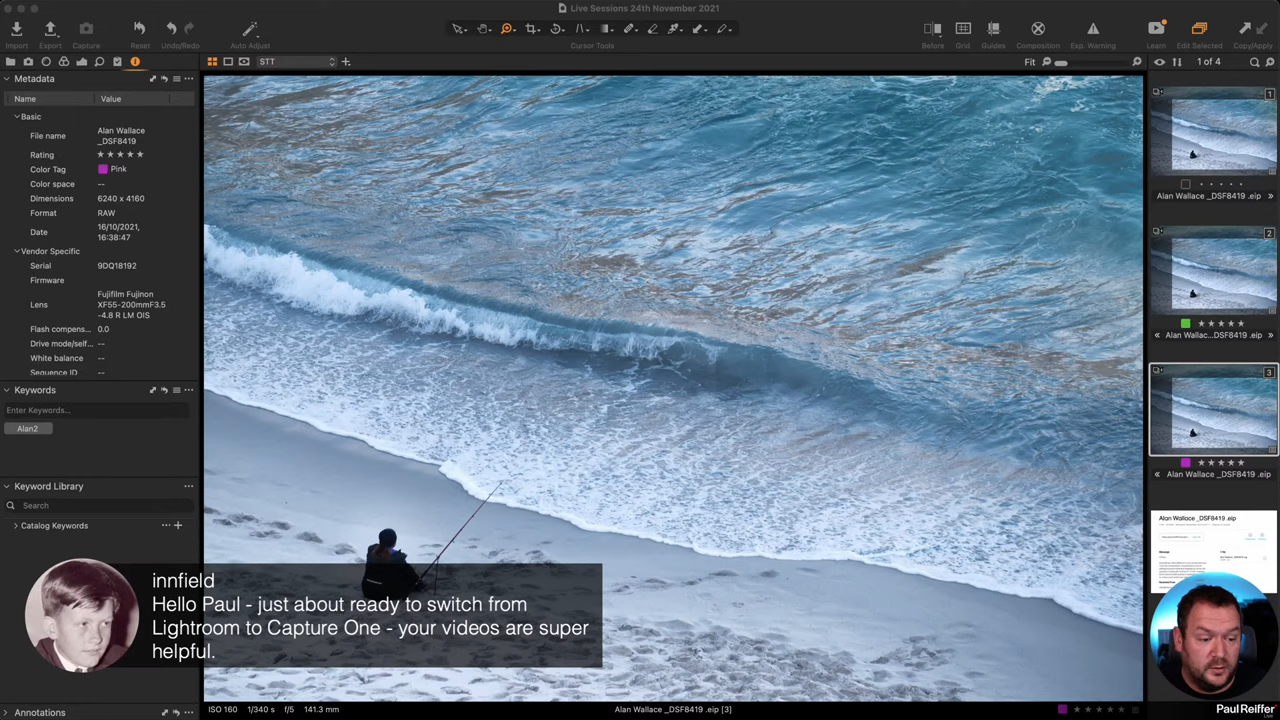 Live Sessions 24th November 2021
Import
Export
Capture
Reset
Undo/Redo
Auto Adjust
Cursor Tools
Before
Grid
Guides
Composition
Exp. Warning
Learn
Edit Selected
Copy/Apply
STT
Fit
1 of 4
Metadata
Name Value
Basic
File name Alan Wallace
_DSF8419
Rating
Color Tag Pink
Color space --
Dimensions 6240 x 4160
Format RAW
Date 16/10/2021,
16:38:47
Vendor Specific
Serial 9DQ18192
Firmware
Lens Fujifilm Fujinon
XF55-200mmF3.5
-4.8 R LM OIS
Flash compens... 0.0
Drive mode/self... --
White balance --
Sequence ID --
Keywords
Enter Keywords...
Alan2
Keyword Library
Search
Catalog Keywords
Annotations
innfield
Hello Paul - just about ready to switch from
Lightroom to Capture One - your videos are super
helpful.
ISO 160 1/340 s f/5 141.3 mm
Alan Wallace _DSF8419 .eip [3]
1
Alan Wallace _DSF8419 .eip
2
Alan Wallac...DSF8419 .eip
3
Alan Wallace _DSF8419 .eip
Alan Wallace _DSF8419 .eip
Paul Reiffer
Live